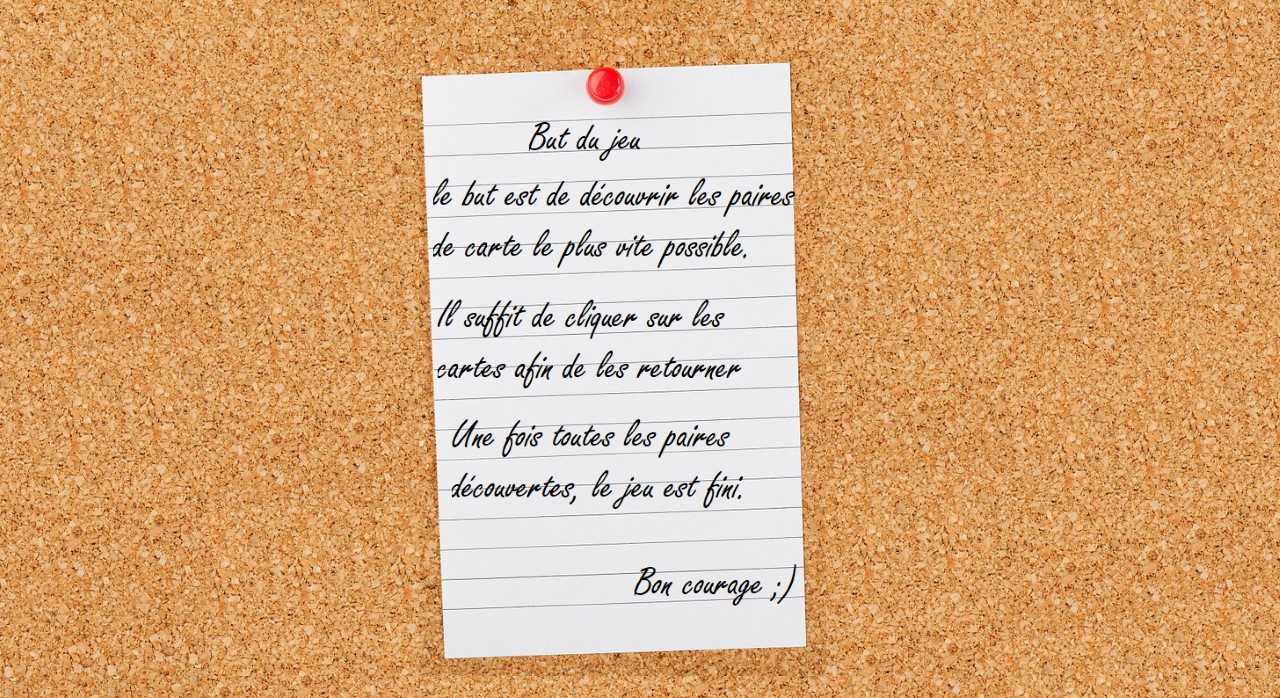 But du jeu
le but est de découvrir les paires
de carte le plus vite possible.
Il suffit de cliquer sur les
cartes afin de les retourner
Une fois toutes les paires
découvertes, le jeu est fini.
Bon courage ;)